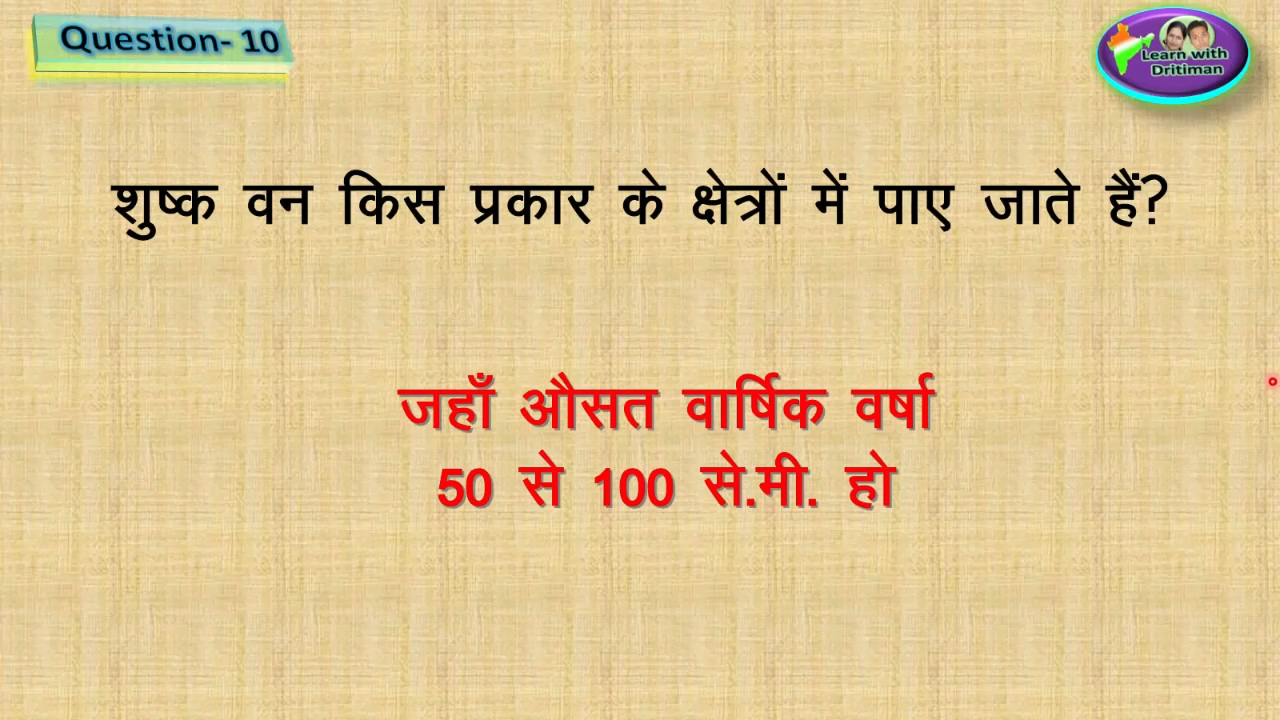 Question- 10
Learn with
Dritiman
शुष्क वन किस प्रकार के क्षेत्रों में पाए जाते हैं?
जहाँ औसत वार्षिक वर्षा
50 से 100 से.मी. हो